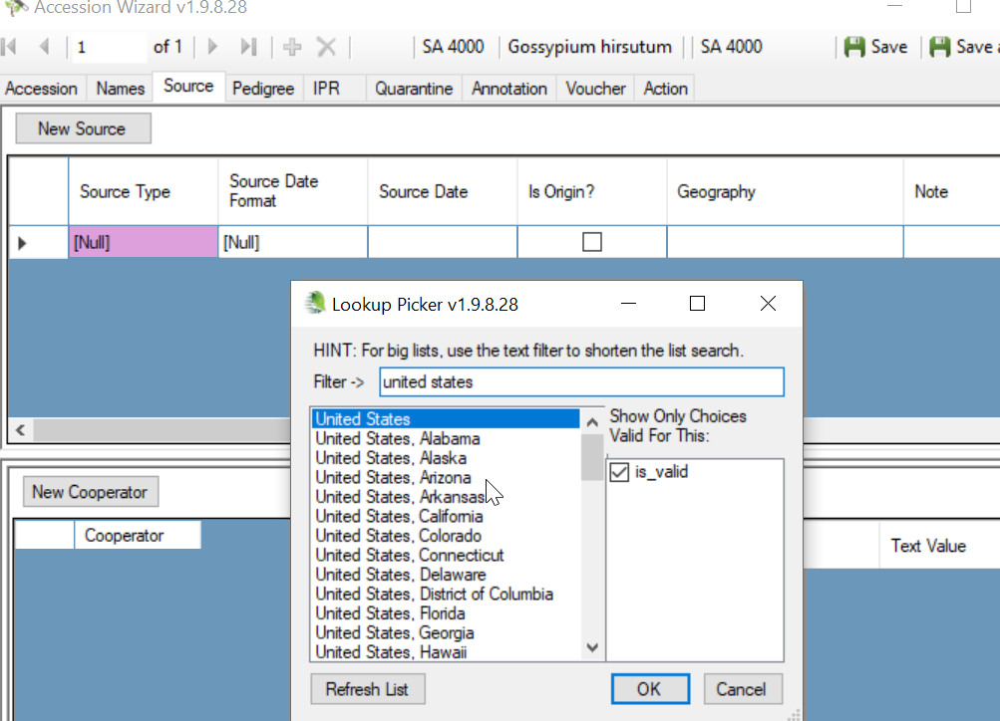 Accession Wizard v1.9.8.28
1 of 1 SA 4000 Gossypium hirsutum SA 4000 Save Save a
Accession Names Source Pedigree IPR Quarantine Annotation Voucher Action
New Source
Source Type Source Date Format Source Date Is Origin? Geography Note
[Null] [Null]
Lookup Picker v1.9.8.28
HINT: For big lists, use the text filter to shorten the list search.
Filter -> united states
Show Only Choices
Valid For This:
is_valid
United States
United States, Alabama
United States, Alaska
United States, Arizona
United States, Arkansas
United States, California
United States, Colorado
United States, Connecticut
United States, Delaware
United States, District of Columbia
United States, Florida
United States, Georgia
United States, Hawaii
Refresh List OK Cancel
New Cooperator
Cooperator Text Value